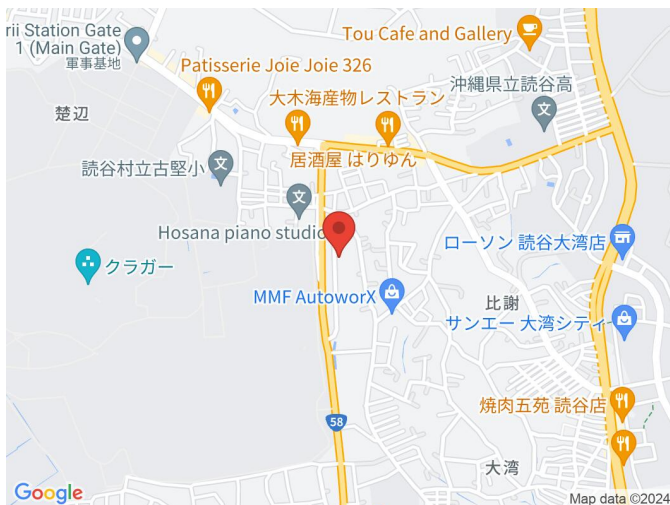 rii Station Gate
1 (Main Gate)
軍事基地
Tou Cafe and Gallery
Patisserie Joie Joie 326
沖縄県立読谷高
楚辺
大木海産物レストラン
居酒屋 はりゆん
読谷村立古堅小
Hosana piano studio
ローソン 読谷大湾店
クラガー
MMF AutoworX
比謝
サンエー 大湾シティ
焼肉五苑 読谷店
58
大湾
Google
Map data ©2024